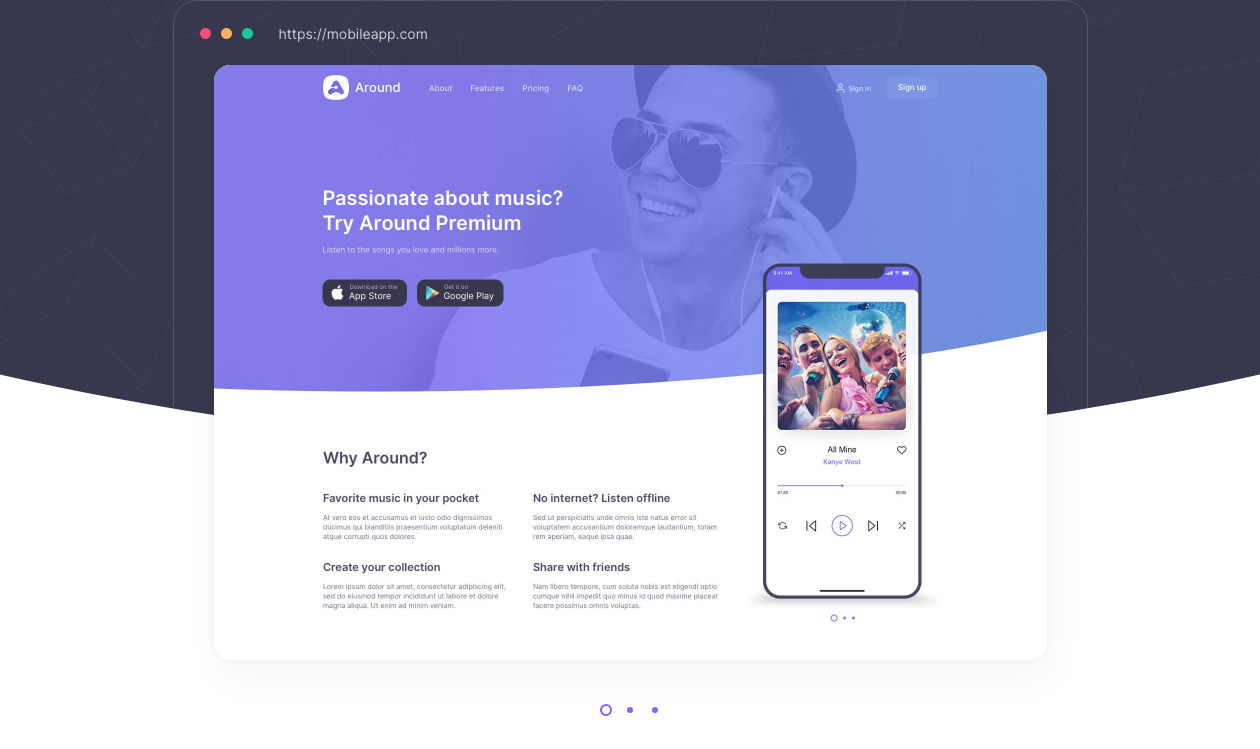 https://mobileapp.com
Around
About
Features
Pricing
FAQ
Sign in
Sign up
Passionate about music?
Try Around Premium
Listen to the songs you love and millions more.
Download on the
App Store
Get it on
Google Play
9:41 AM
All Mine
Kanye West
01:20
03:00
Why Around?
Favorite music in your pocket
At vero eos et accusamus et iusto odio dignissimos
ducimus qui blanditiis praesentium voluptatum deleniti
atque corrupti quos dolores.
No internet? Listen offline
Sed ut perspiciatis unde omnis iste natus error sit
voluptatem accusantium doloremque laudantium, totam
rem aperiam, eaque ipsa quae.
Create your collection
Lorem ipsum dolor sit amet, consectetur adipiscing elit,
sed do eiusmod tempor incididunt ut labore et dolore
magna aliqua. Ut enim ad minim veniam.
Share with friends
Nam libero tempore, cum soluta nobis est eligendi optio
cumque nihil impedit quo minus id quod maxime placeat
facere possimus omnis voluptas.